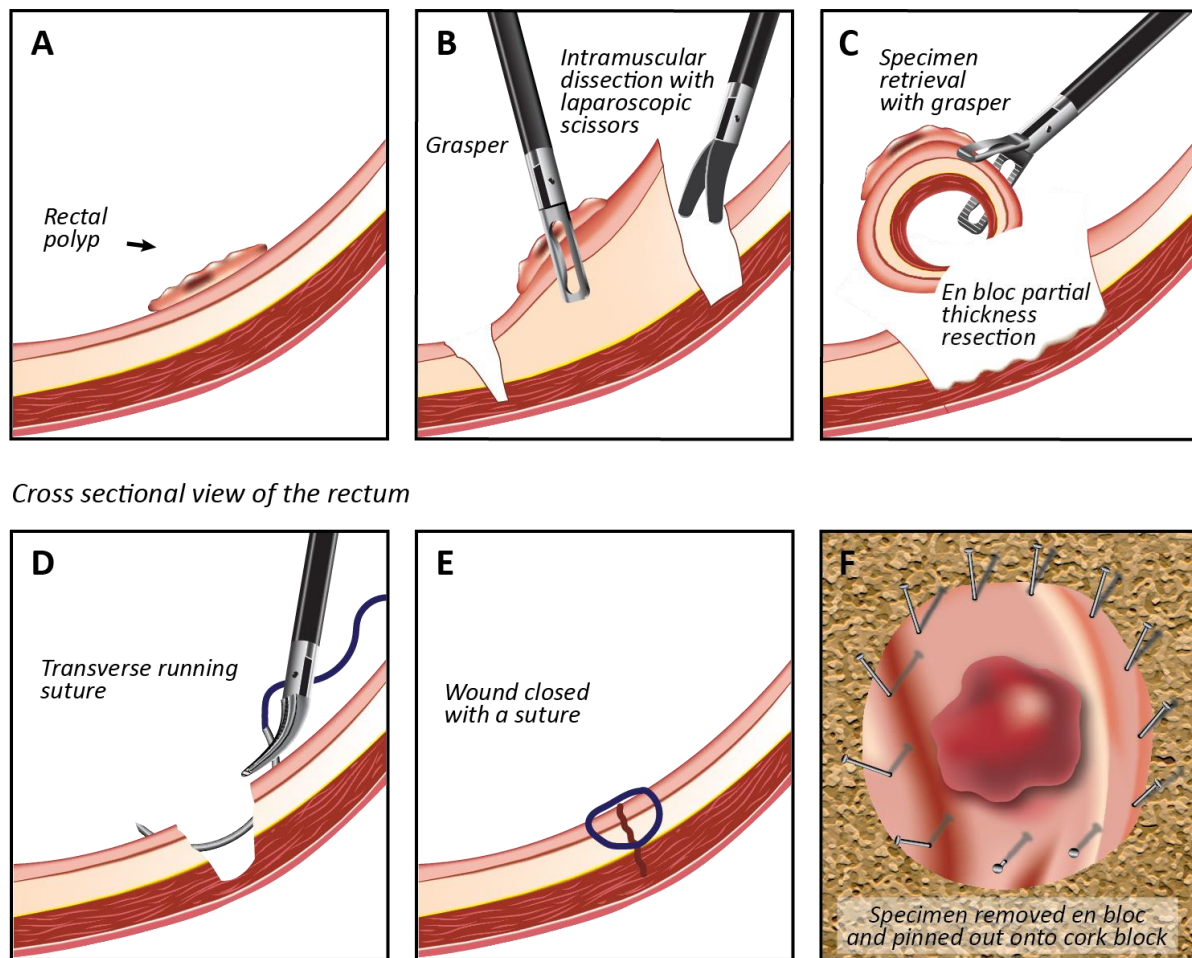 A
Rectal
polyp
B
Intramuscular
dissection with
laparoscopic
scissors
Grasper
C
Specimen
retrieval
with grasper
En bloc partial
thickness
resection
Cross sectional view of the rectum
D
Transverse running
suture
E
Wound closed
with a suture
F
Specimen removed en bloc
and pinned out onto cork block